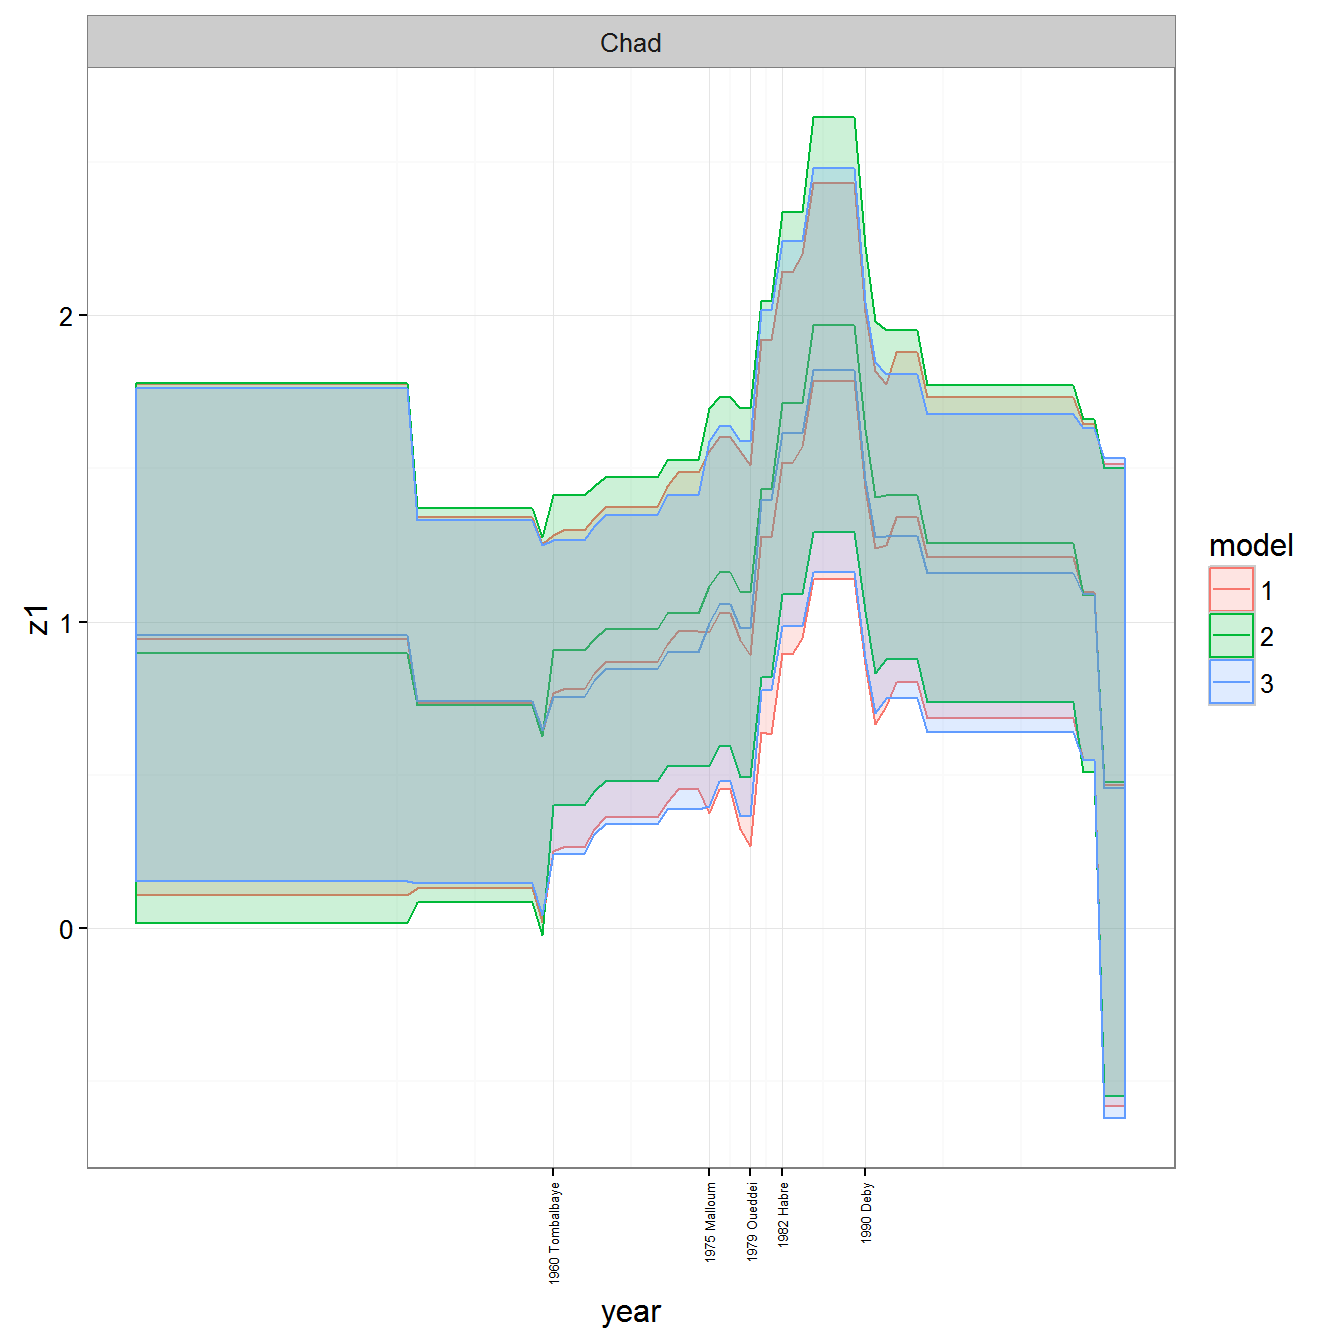 Chad
z1
2
1
0
1960 Tombalbaye
1975 Malloum
1979 Oueddei
1982 Habre
1990 Deby
year
model
1
2
3